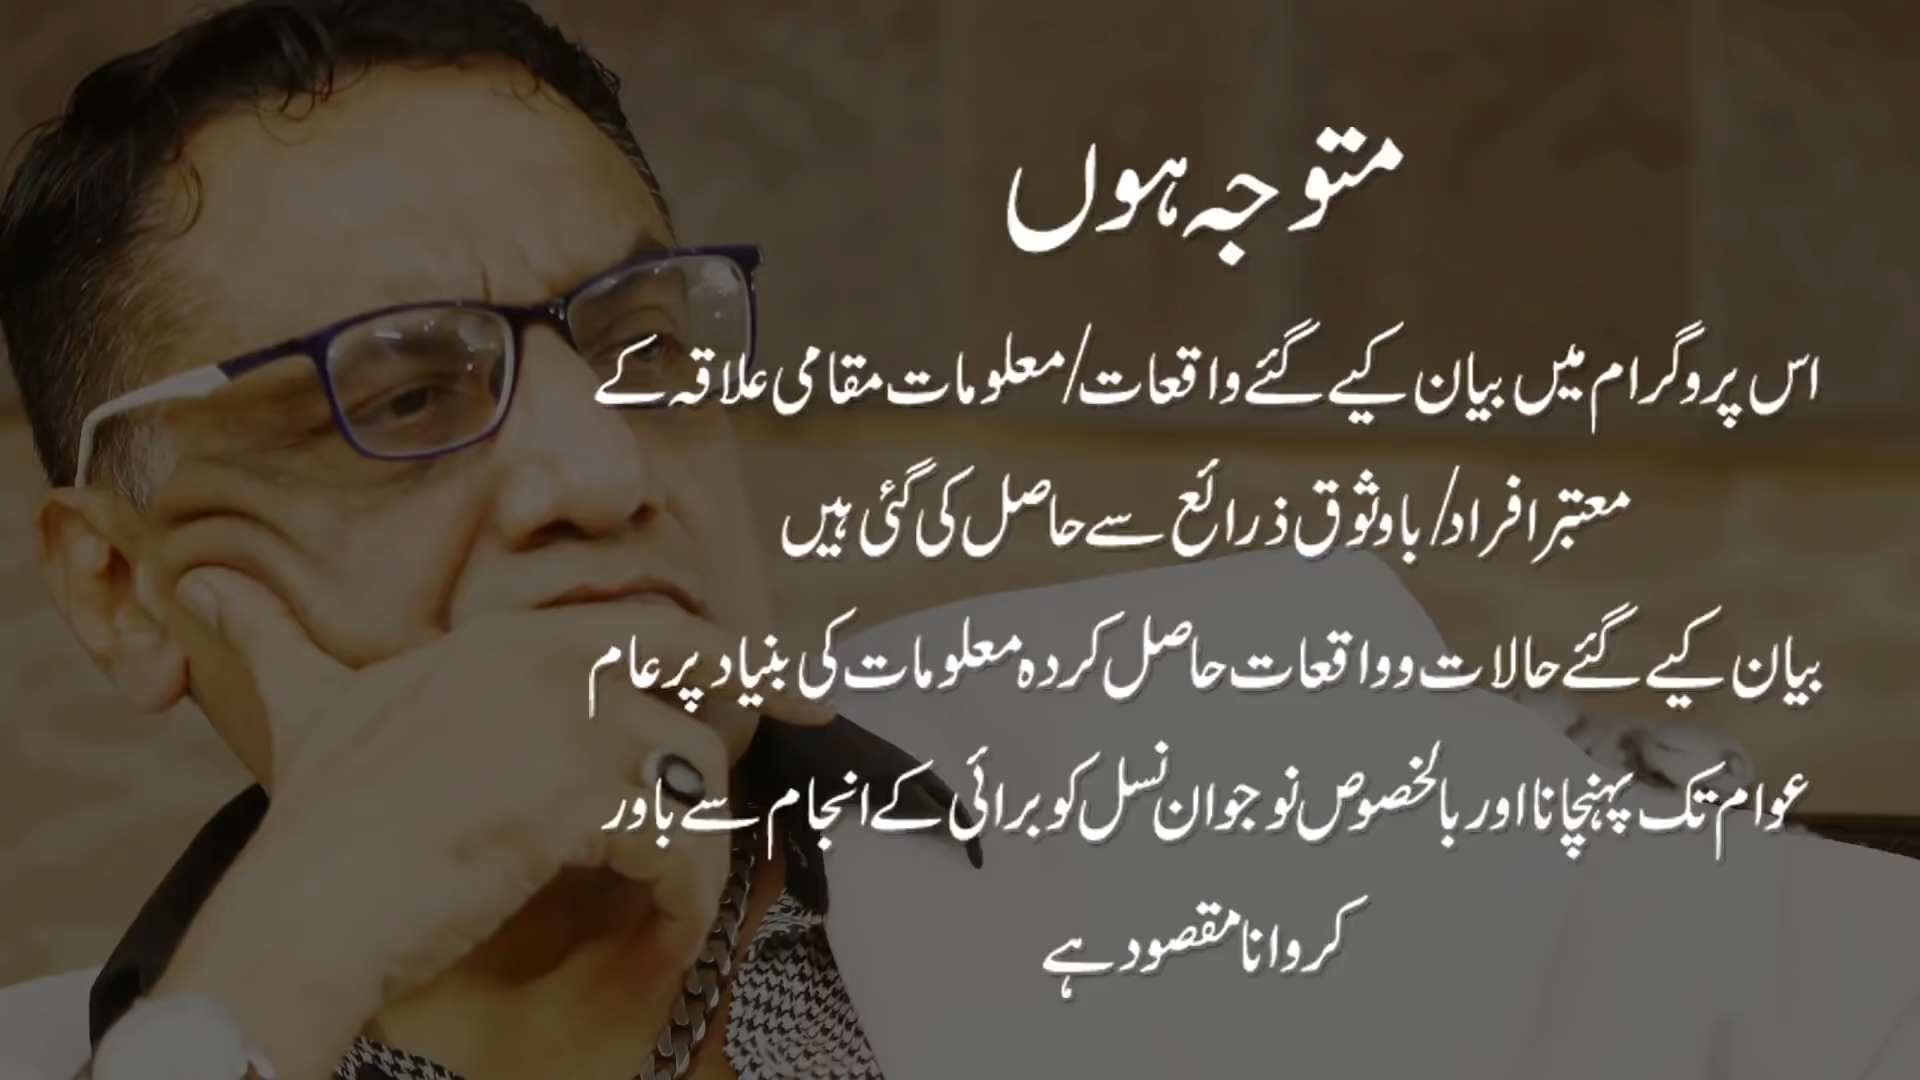 متوجہ ہوں
اس پروگرام میں بیان کیے گئے واقعات/معلومات مقامی علاقہ کے
معتبر افراد/ باوثوق ذرائع سے حاصل کی گئی ہیں
بیان کیے گئے حالات و واقعات حاصل کردہ معلومات کی بنیاد پر عام
عوام تک پہنچانا اور بالخصوص نوجوان نسل کو برائی کے انجام سے باور
کروانا مقصود ہے